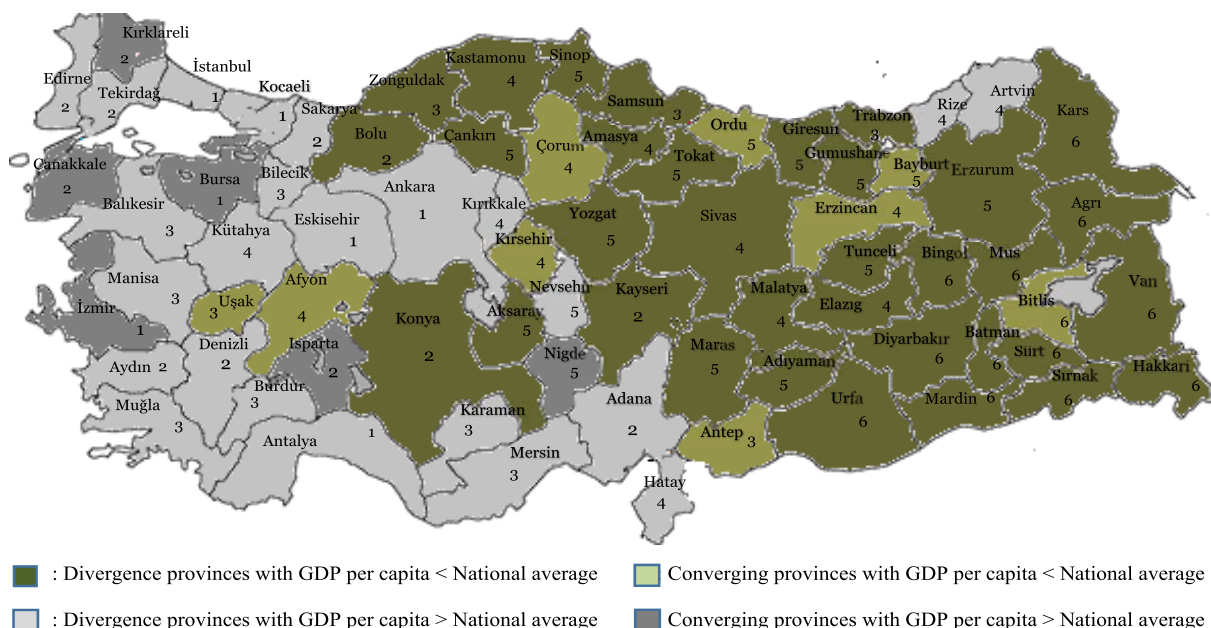 Kırklareli
2
İstanbul
1
Edirne
2
Tekirdağ
2
Kocaeli
1
Sakarya
2
Zonguldak
3
Kastamonu
4
Sinop
5
Samsun
3
Bolu
2
Çankırı
5
Çorum
4
Amasya
4
Tokat
5
Ordu
5
Giresun
5
Gumushane
5
Trabzon
3
Rize
4
Artvin
4
Kars
6
Bayburt
5
Erzurum
5
Agrı
6
Çanakkale
2
Bursa
1
Bilecik
3
Balıkesir
3
Kütahya
4
Eskisehir
1
Ankara
1
Kırıkkale
4
Kırsehir
4
Yozgat
5
Sivas
4
Erzincan
4
Tunceli
5
Bingol
6
Mus
6
Bitlis
6
Van
6
Manisa
3
İzmir
1
Uşak
3
Afyon
4
Konya
2
Aksaray
5
Nevsehir
5
Kayseri
2
Malatya
4
Elazıg
4
Diyarbakır
6
Batman
6
Siirt 6
Sırnak
6
Hakkari
6
Aydın 2
Denizli
2
Isparta
2
Burdur
3
Nigde
5
Maras
5
Adıyaman
5
Urfa
6
Mardin 6
Muğla
3
Antalya
1
Karaman
3
Mersin
3
Adana
2
Antep 3
Hatay
4
: Divergence provinces with GDP per capita < National average
Converging provinces with GDP per capita < National average
: Divergence provinces with GDP per capita > National average
Converging provinces with GDP per capita > National average